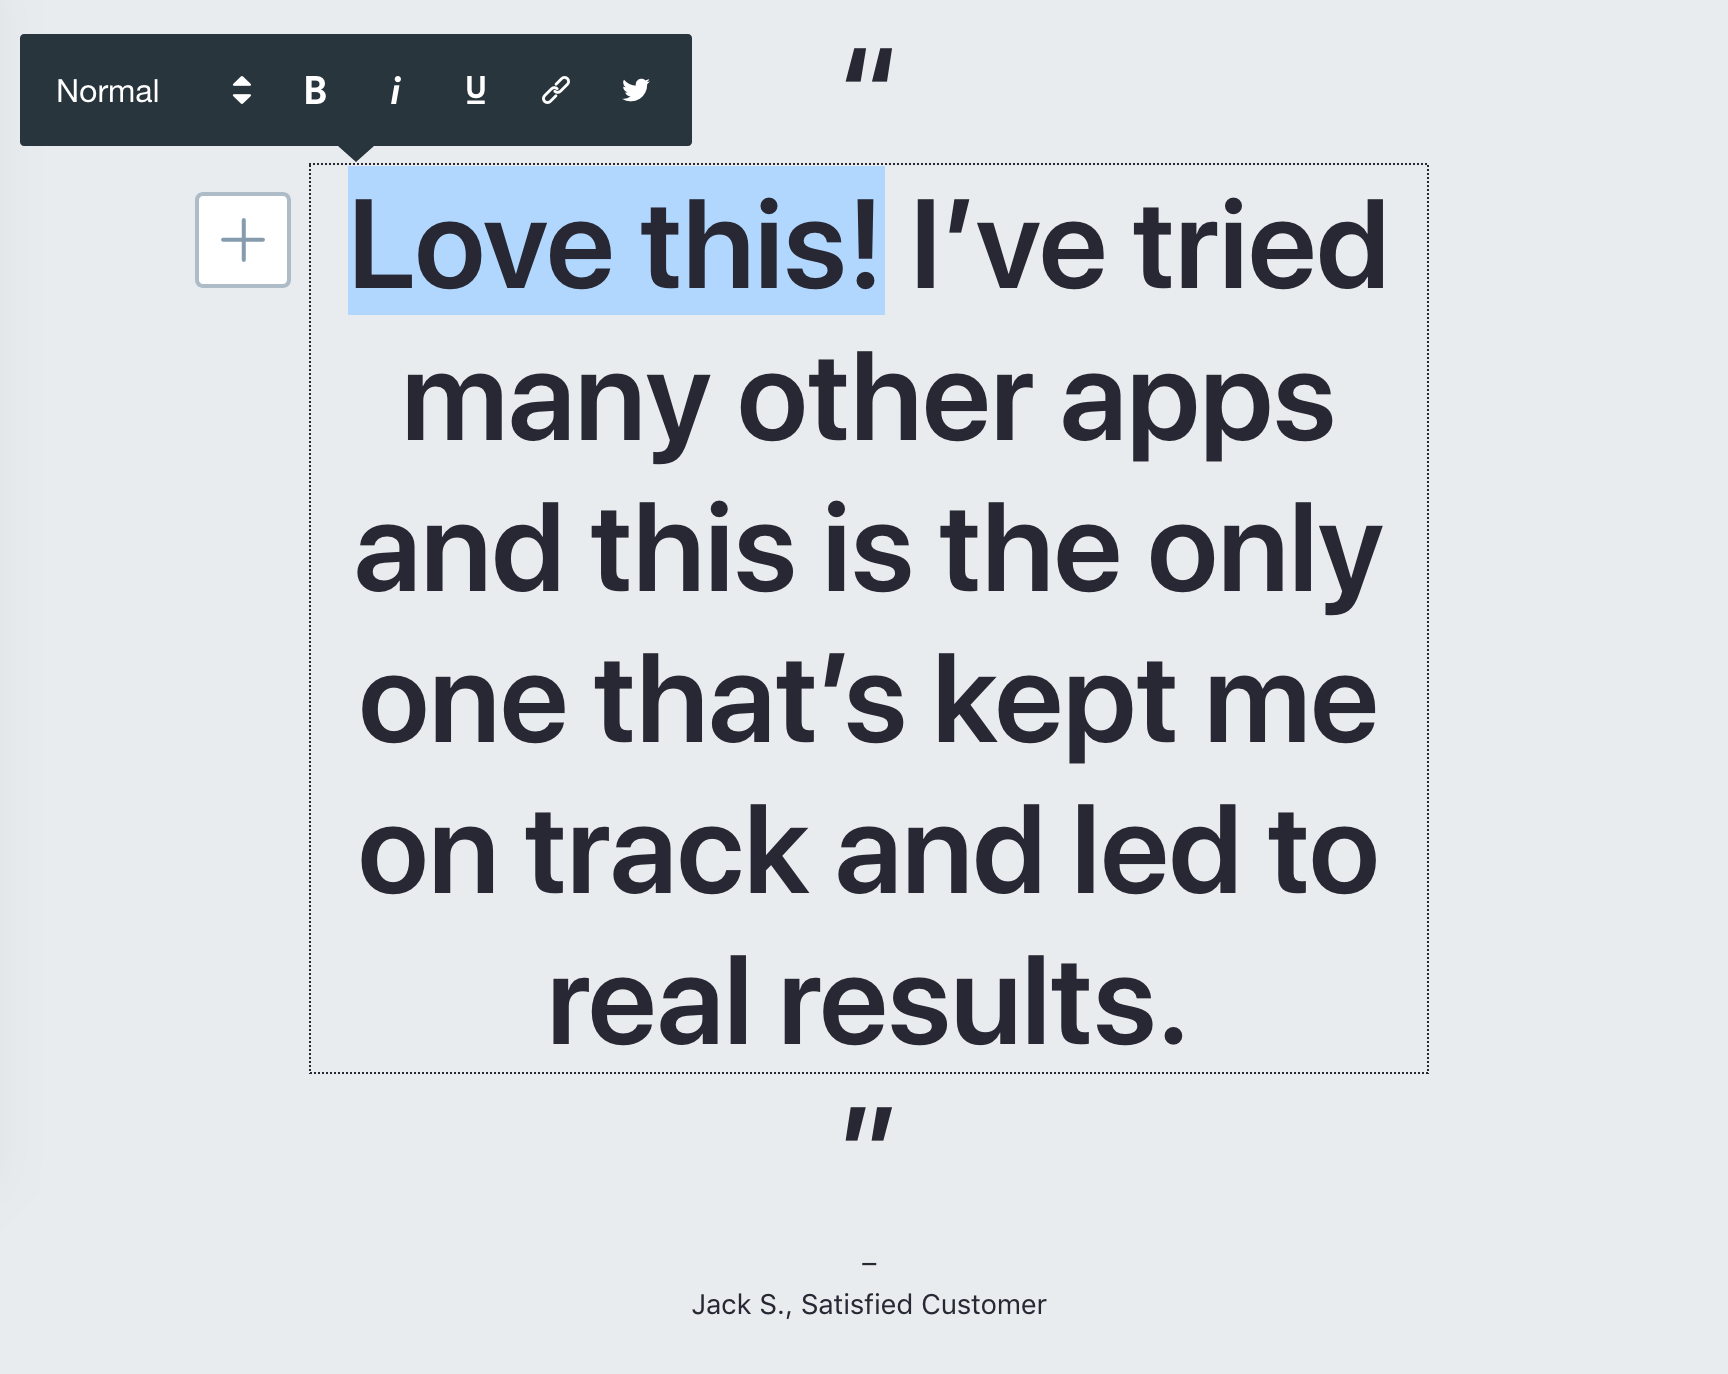 Normal B i U
“
Love this! I’ve tried
many other apps
and this is the only
one that’s kept me
on track and led to
real results.
”
–
Jack S., Satisfied Customer